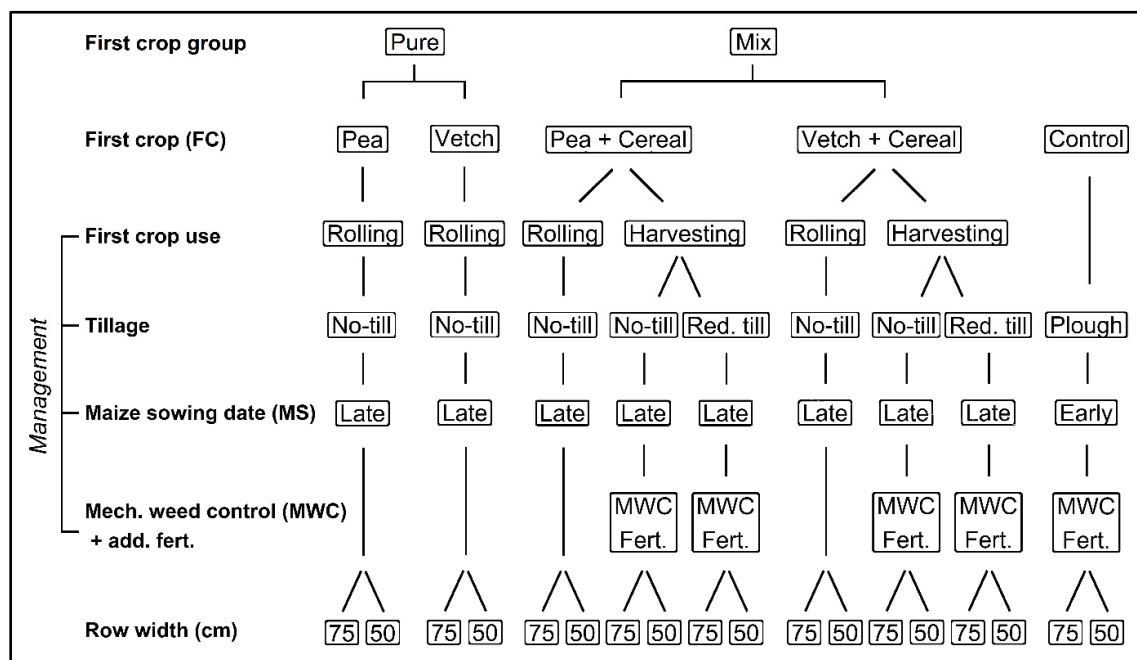 First crop group Pure Mix
First crop (FC) Pea Vetch Pea + Cereal Vetch + Cereal Control
First crop use Rolling Rolling Rolling Harvesting Rolling Harvesting
Management
Tillage No-till No-till No-till No-till Red. till No-till No-till Red. till Plough
Maize sowing date (MS) Late Late Late Late Late Late Late Late Early
Mech. weed control (MWC) MWC MWC MWC MWC MWC
+ add. fert. Fert. Fert. Fert. Fert. Fert.
Row width (cm) 75 50 75 50 75 50 75 50 75 50 75 50 75 50 75 50 75 50